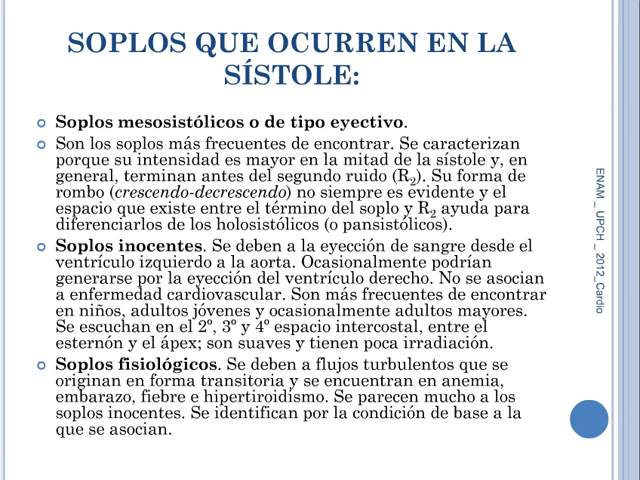 SOPLOS QUE OCURREN EN LA
SÍSTOLE:
Soplos mesosistólicos o de tipo eyectivo.
Son los soplos más frecuentes de encontrar. Se caracterizan
porque su intensidad es mayor en la mitad de la sístole y, en
general, terminan antes del segundo ruido (R2). Su forma de
rombo (crescendo-decrescendo) no siempre es evidente y el
espacio que existe entre el término del soplo y R2 ayuda para
diferenciarlos de los holosistólicos (o pansistólicos).
Soplos inocentes. Se deben a la eyección de sangre desde el
ventrículo izquierdo a la aorta. Ocasionalmente podrían
generarse por la eyección del ventrículo derecho. No se asocian
a enfermedad cardiovascular. Son más frecuentes de encontrar
en niños, adultos jóvenes y ocasionalmente adultos mayores.
Se escuchan en el 2º, 3º y 4º espacio intercostal, entre el
esternón y el ápex; son suaves y tienen poca irradiación.
Soplos fisiológicos. Se deben a flujos turbulentos que se
originan en forma transitoria y se encuentran en anemia,
embarazo, fiebre e hipertiroidismo. Se parecen mucho a los
soplos inocentes. Se identifican por la condición de base a la
que se asocian.
ENAM _ UPCH _ 2012_Cardio